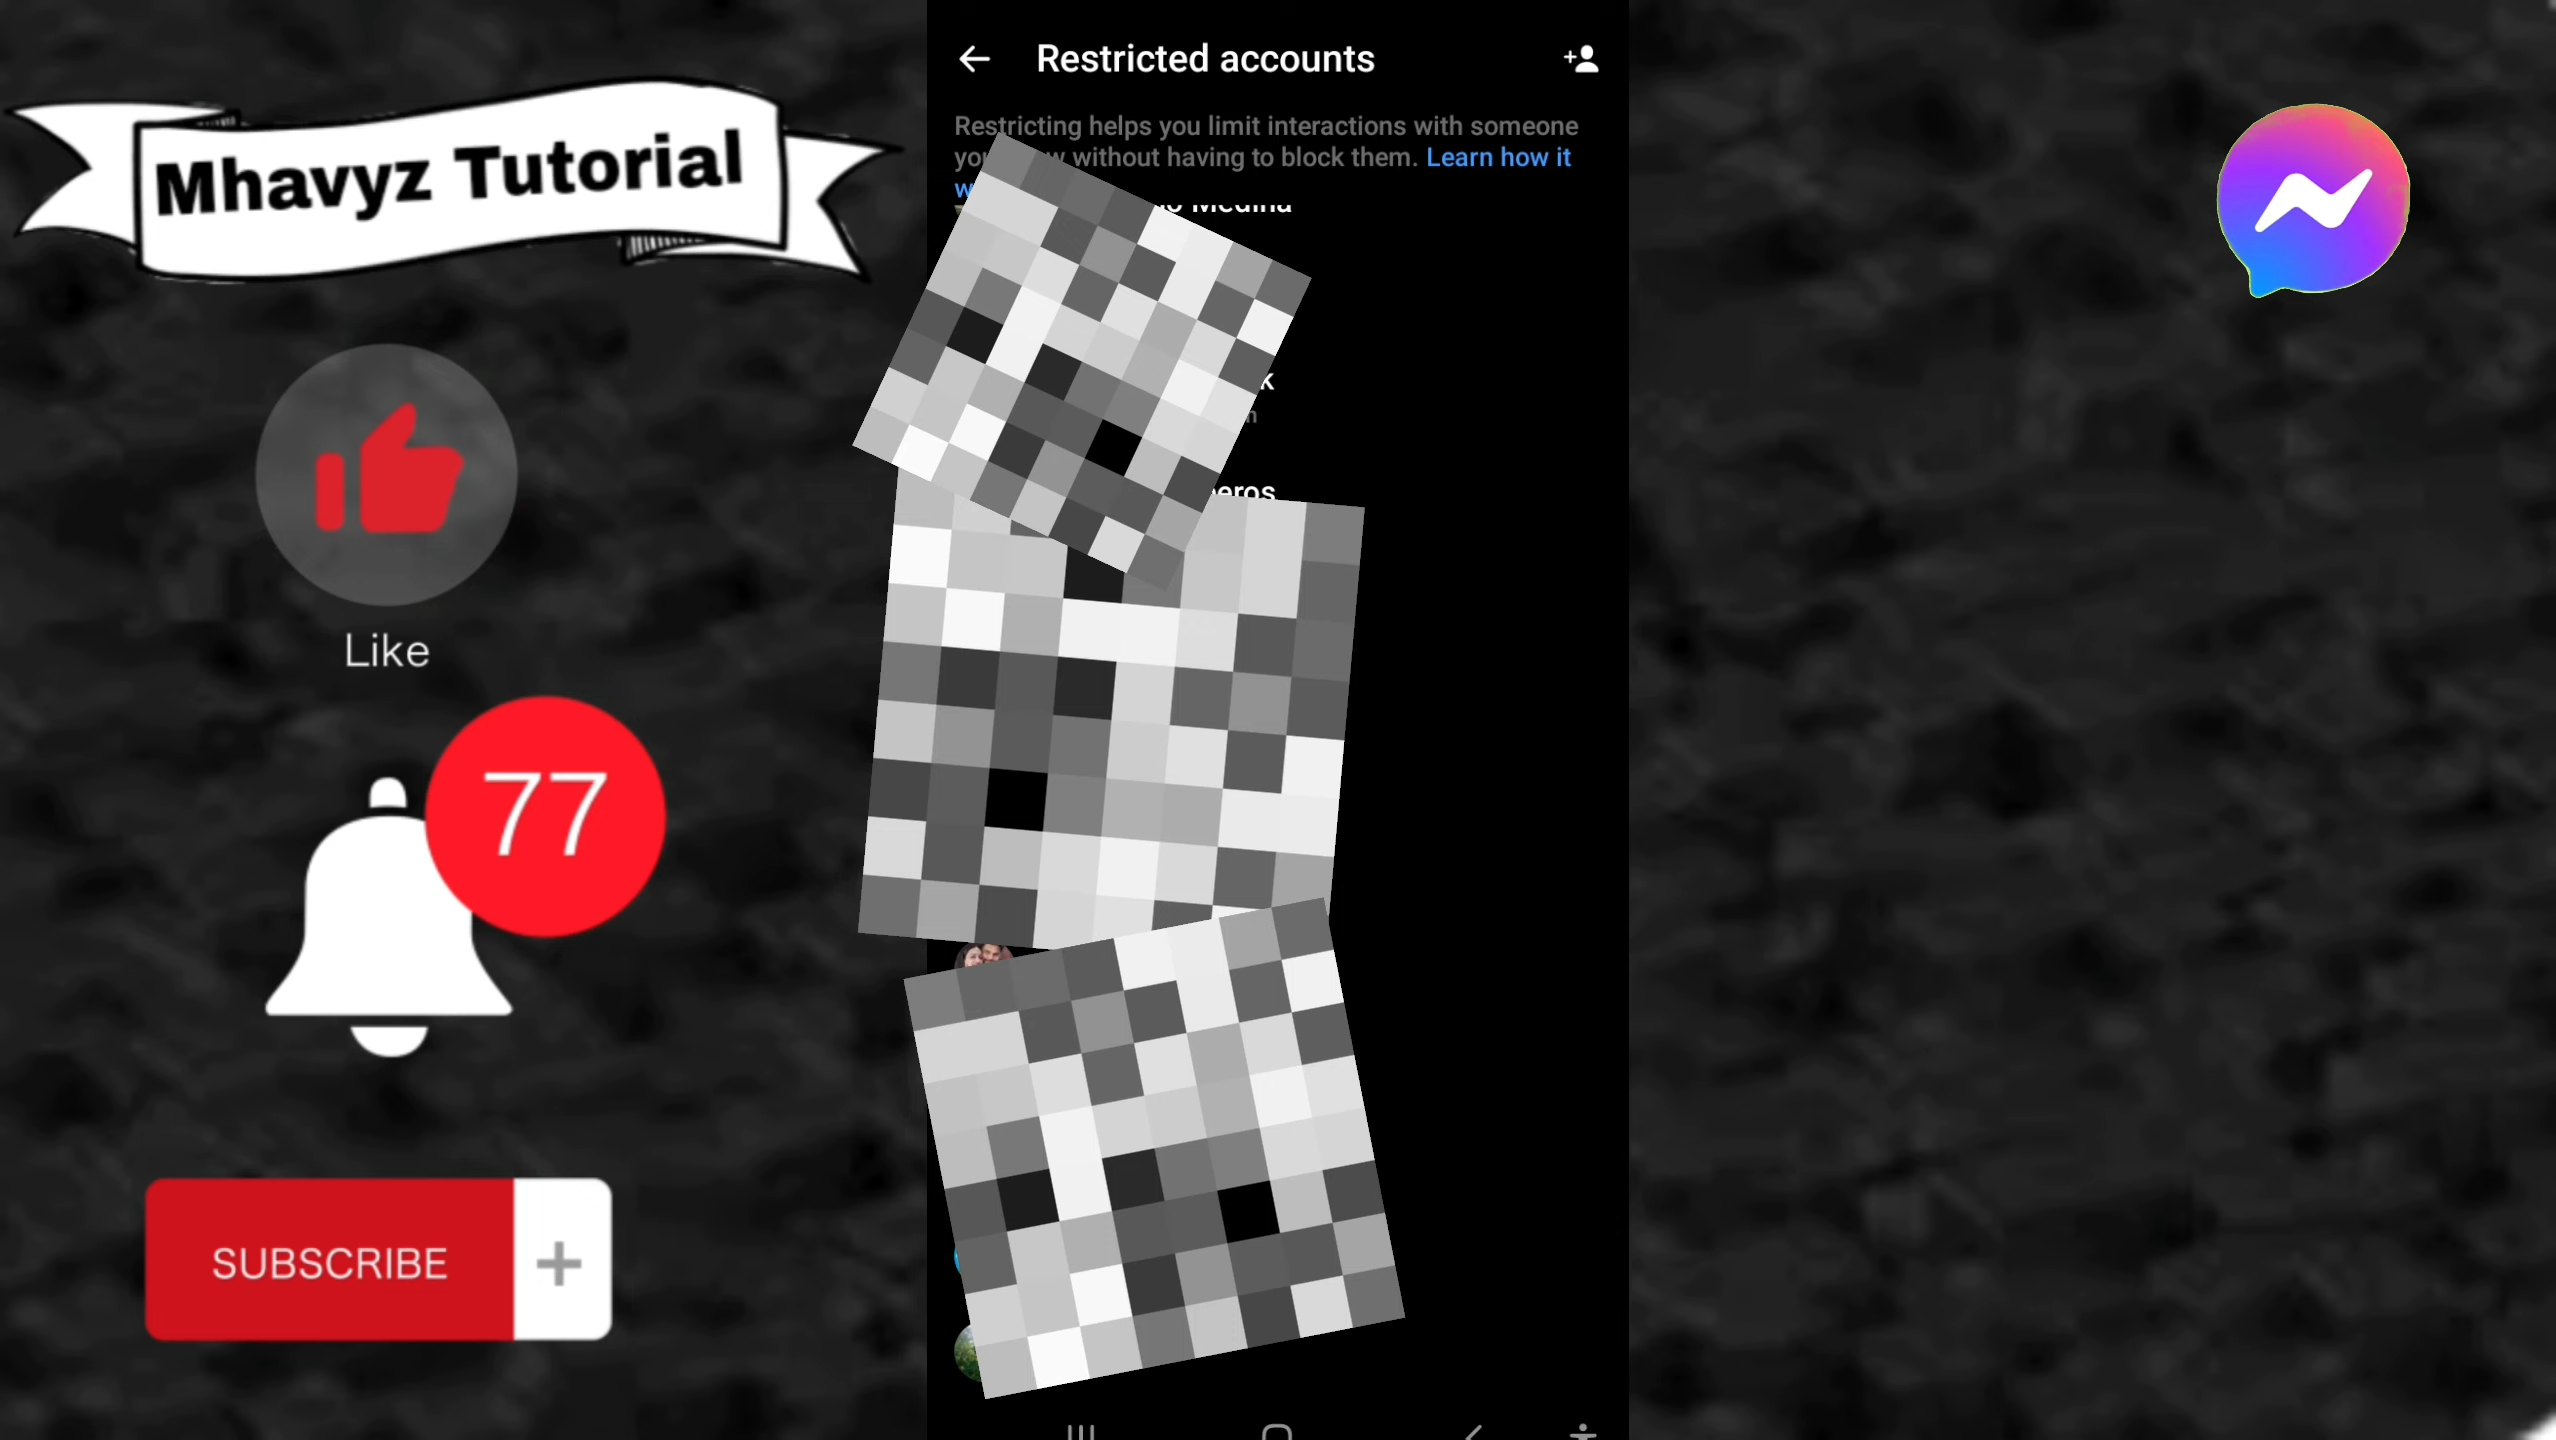 Mhavyz Tutorial
Like
77
SUBSCRIBE
Restricted accounts
Restricting helps you limit interactions with someone
without having to block them. Learn how it
Medina